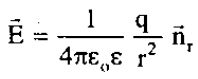 E⃗ = 1/(4πε₀ε) q/r² n⃗ᵣ